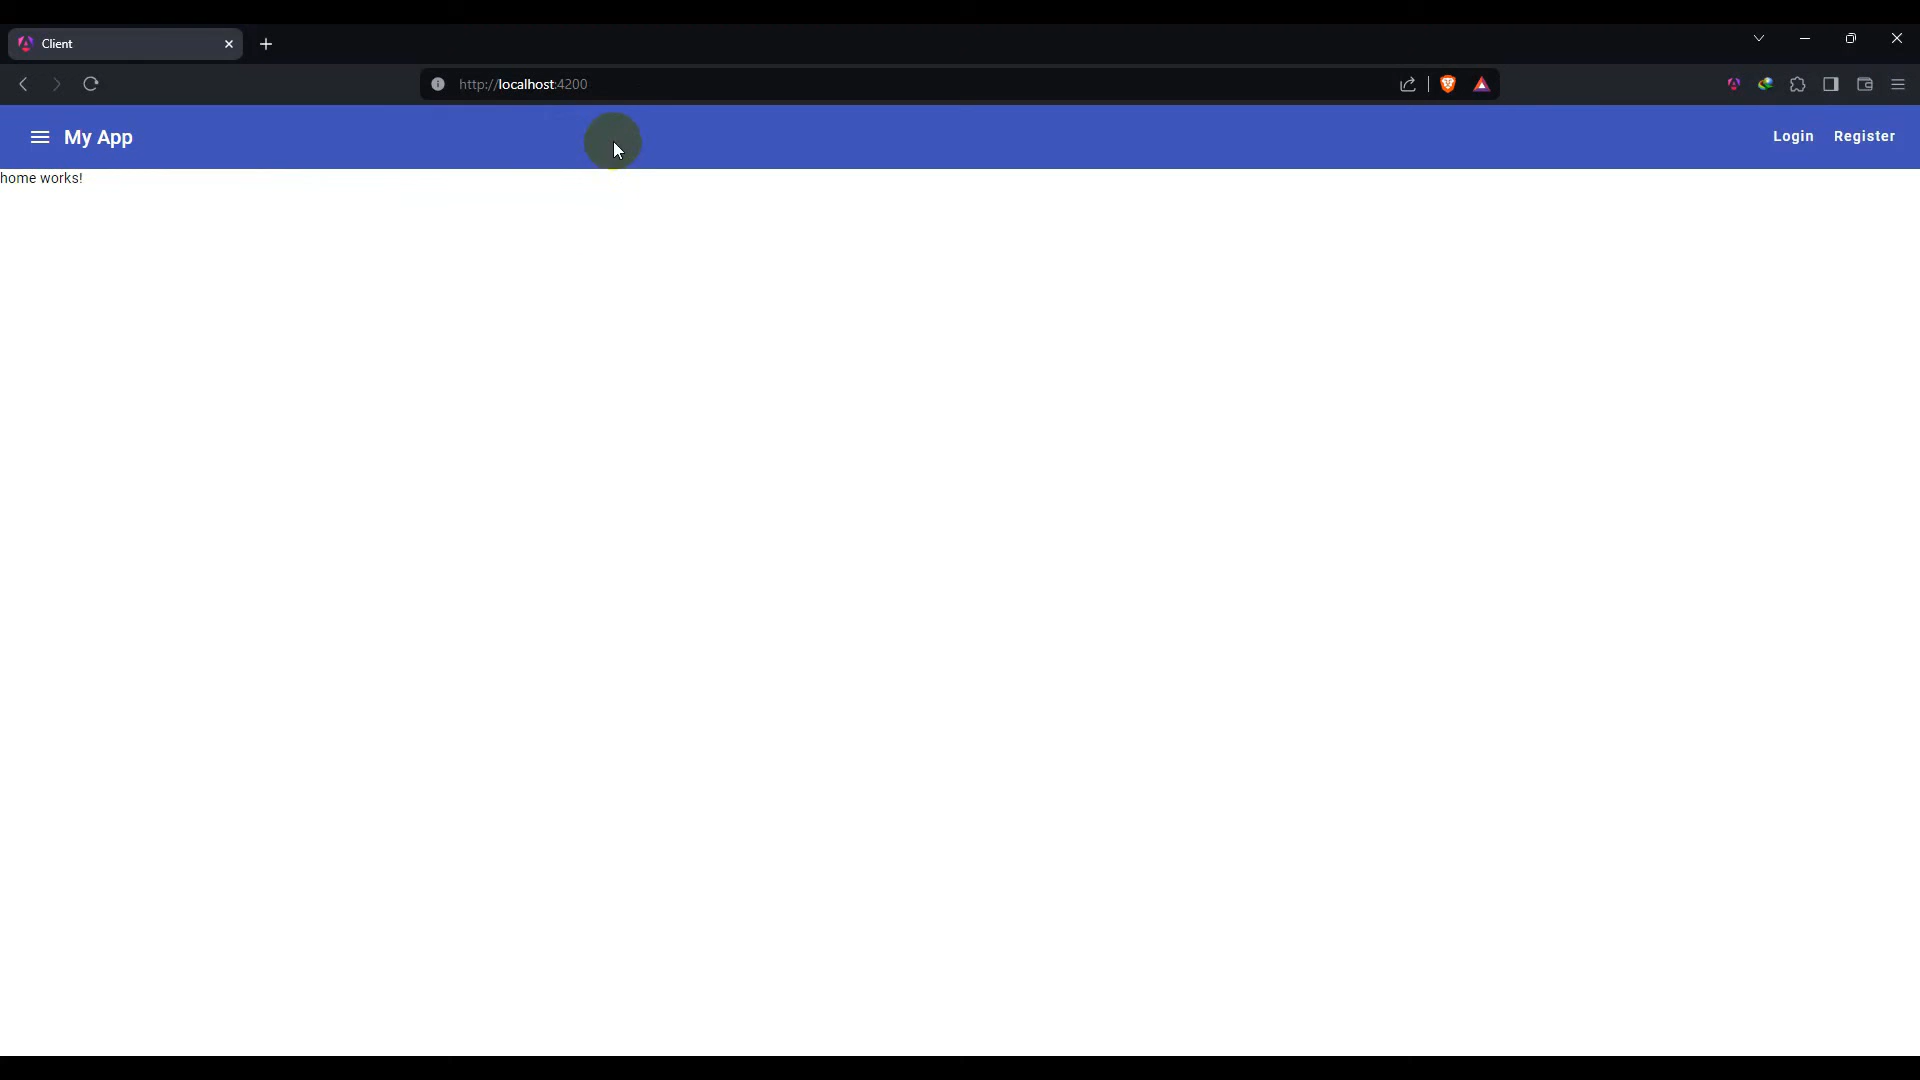 Client
http://localhost:4200
My App
Login Register
home works!